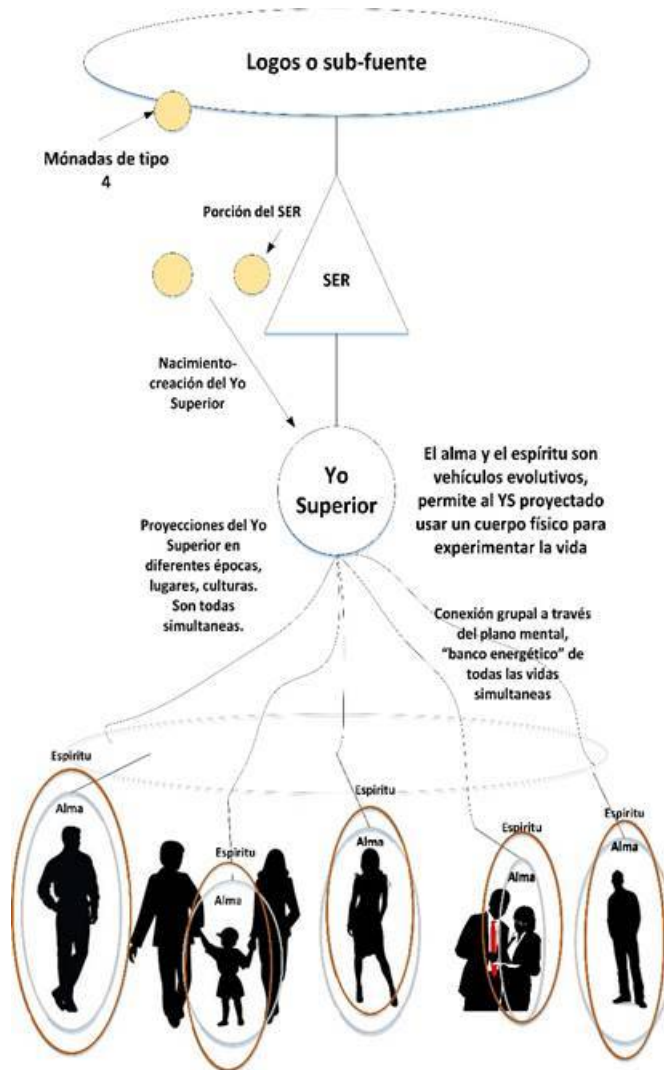 Logos o sub-fuente
Mónadas de tipo
4
Porción del SER
SER
Nacimiento-
creación del Yo
Superior
Yo
Superior
El alma y el espíritu son
vehículos evolutivos,
permite al YS proyectado
usar un cuerpo físico para
experimentar la vida
Proyecciones del Yo
Superior en
diferentes épocas,
lugares, culturas.
Son todas
simultaneas.
Conexión grupal a través
del plano mental,
"banco energético" de
todas las vidas
simultaneas
Espiritu
Alma
Espiritu
Alma
Espiritu
Alma
Espiritu
Alma
Espiritu
Alma